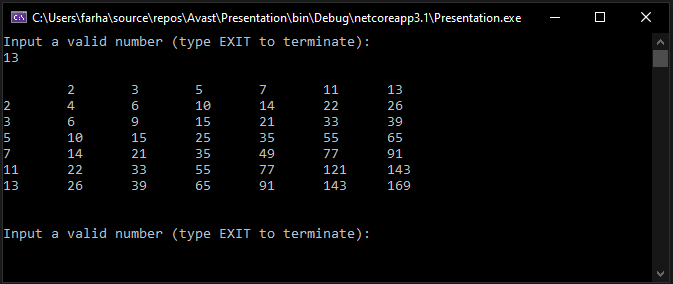 C:\Users\farha\source\repos\Avast\Presentation\bin\Debug\netcoreapp3.1\Presentation.exe
Input a valid number (type EXIT to terminate):
13
2 3 5 7 11 13
2 4 6 10 14 22 26
3 6 9 15 21 33 39
5 10 15 25 35 55 65
7 14 21 35 49 77 91
11 22 33 55 77 121 143
13 26 39 65 91 143 169
Input a valid number (type EXIT to terminate):